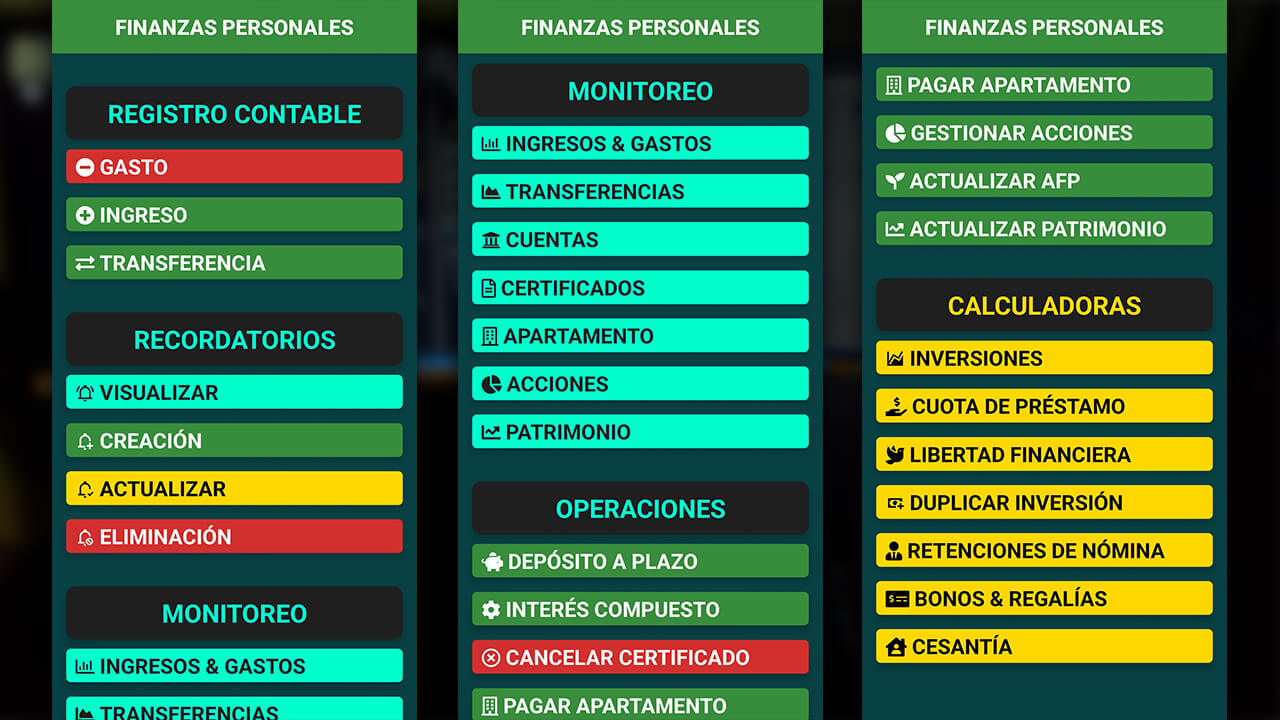 FINANZAS PERSONALES
REGISTRO CONTABLE
GASTO
INGRESO
TRANSFERENCIA
RECORDATORIOS
VISUALIZAR
CREACIÓN
ACTUALIZAR
ELIMINACIÓN
MONITOREO
INGRESOS & GASTOS
TRANSFERENCIAS
FINANZAS PERSONALES
MONITOREO
INGRESOS & GASTOS
TRANSFERENCIAS
CUENTAS
CERTIFICADOS
APARTAMENTO
ACCIONES
PATRIMONIO
OPERACIONES
DEPÓSITO A PLAZO
INTERÉS COMPUESTO
CANCELAR CERTIFICADO
PAGAR APARTAMENTO
FINANZAS PERSONALES
PAGAR APARTAMENTO
GESTIONAR ACCIONES
ACTUALIZAR AFP
ACTUALIZAR PATRIMONIO
CALCULADORAS
INVERSIONES
CUOTA DE PRÉSTAMO
LIBERTAD FINANCIERA
DUPLICAR INVERSIÓN
RETENCIONES DE NÓMINA
BONOS & REGALÍAS
CESANTÍA